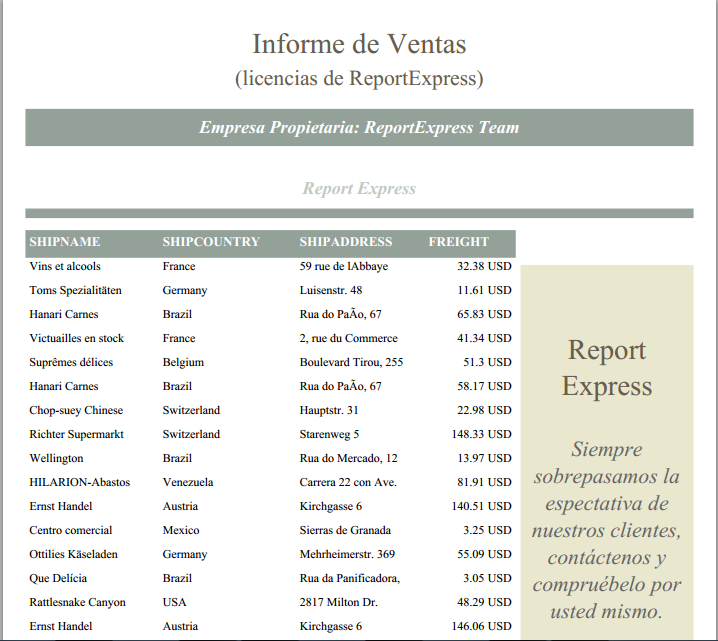 Informe de Ventas
(licencias de ReportExpress)
Empresa Propietaria: ReportExpress Team
Report Express
SHIPNAME SHIPCOUNTRY SHIPADDRESS FREIGHT
Vins et alcools France 59 rue de lAbbaye 32.38 USD
Toms Spezialitäten Germany Luisenstr. 48 11.61 USD
Hanari Carnes Brazil Rua do PaÃo, 67 65.83 USD
Victuailles en stock France 2, rue du Commerce 41.34 USD
Suprêmes délices Belgium Boulevard Tirou, 255 51.3 USD
Hanari Carnes Brazil Rua do PaÃo, 67 58.17 USD
Chop-suey Chinese Switzerland Hauptstr. 31 22.98 USD
Richter Supermarkt Switzerland Starenweg 5 148.33 USD
Wellington Brazil Rua do Mercado, 12 13.97 USD
HILARION-Abastos Venezuela Carrera 22 con Ave. 81.91 USD
Ernst Handel Austria Kirchgasse 6 140.51 USD
Centro comercial Mexico Sierras de Granada 3.25 USD
Ottilies Käseladen Germany Mehrheimerstr. 369 55.09 USD
Que Delícia Brazil Rua da Panificadora, 3.05 USD
Rattlesnake Canyon USA 2817 Milton Dr. 48.29 USD
Ernst Handel Austria Kirchgasse 6 146.06 USD
Report
Express
Siempre
sobrepasamos la
espectativa de
nuestros clientes,
contáctenos y
compruébelo por
usted mismo.